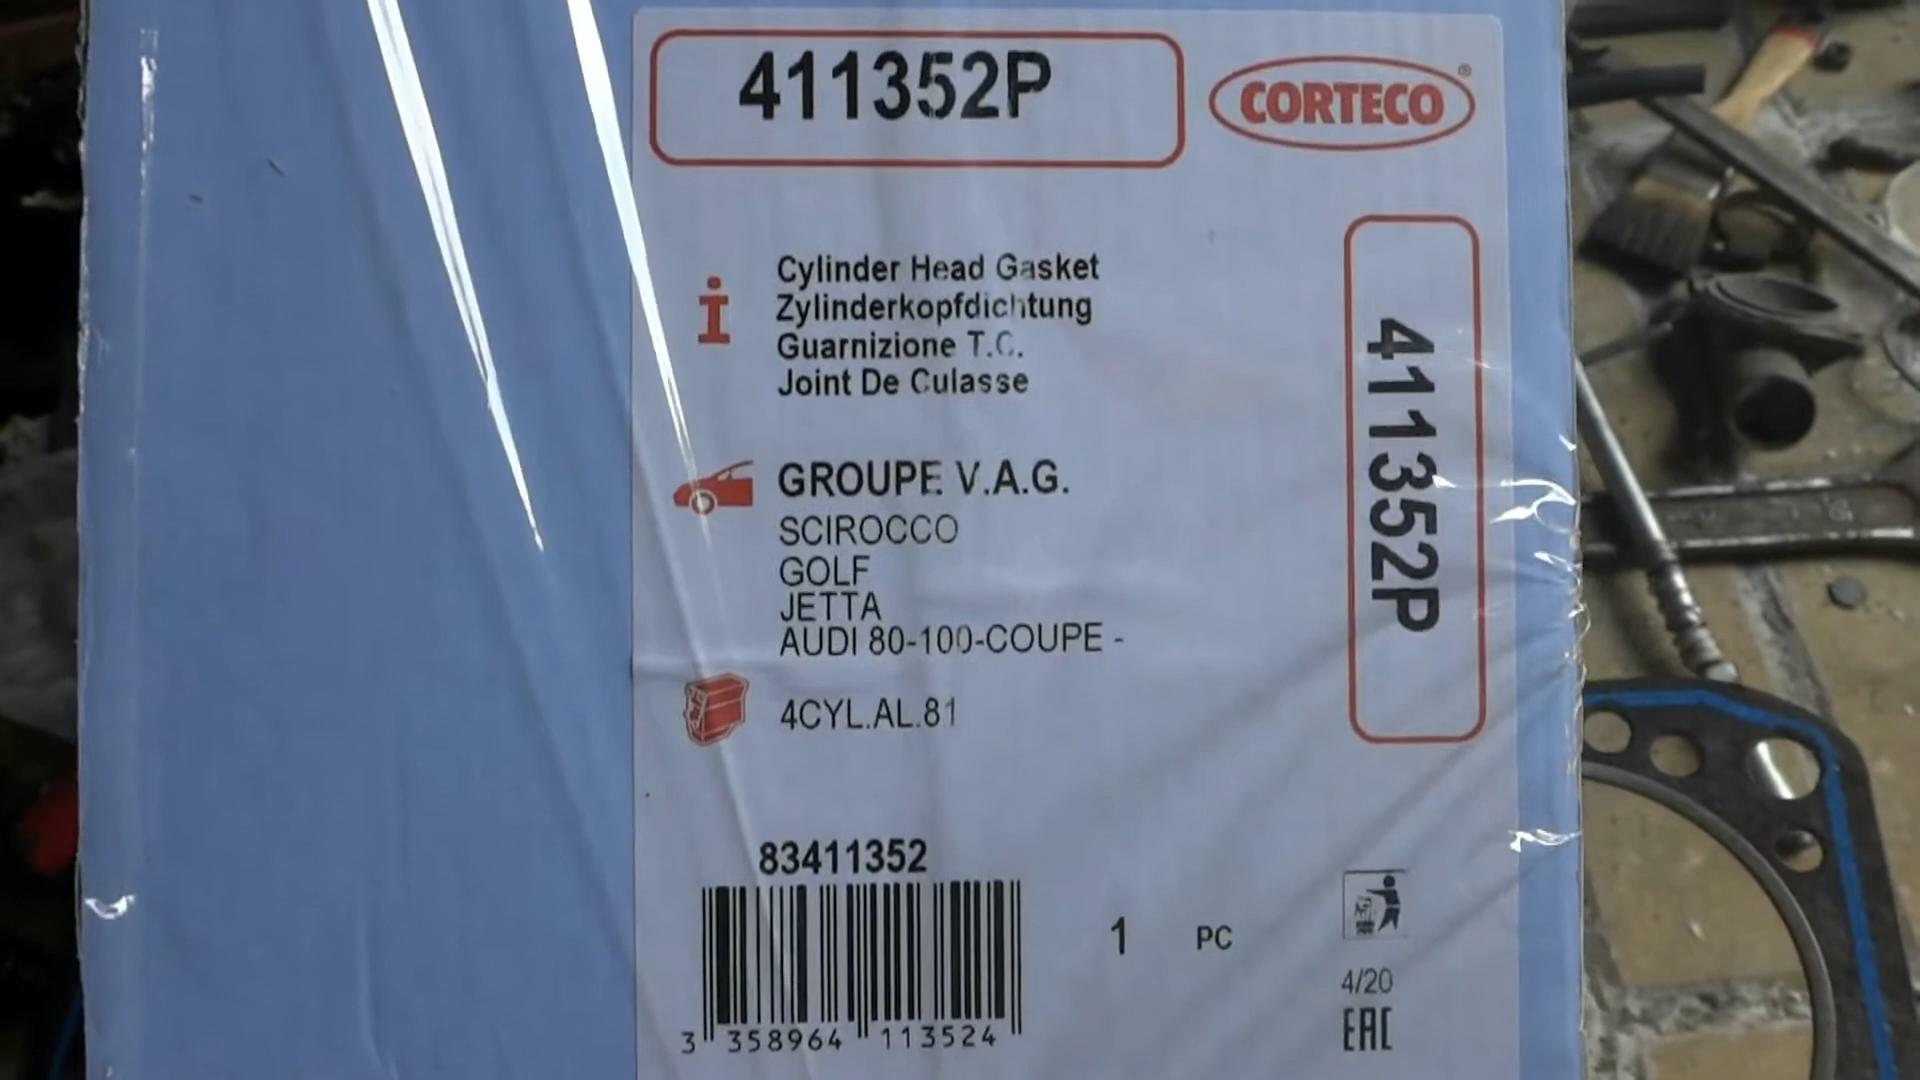 411352P
CORTECO®
Cylinder Head Gasket
Zylinderkopfdichtung
Guarnizione T.C.
Joint De Culasse
411352P
GROUPE V.A.G.
SCIROCCO
GOLF
JETTA
AUDI 80-100-COUPE -
4CYL.AL.81
83411352
1 PC
3 358964 113524
4/20
EAC